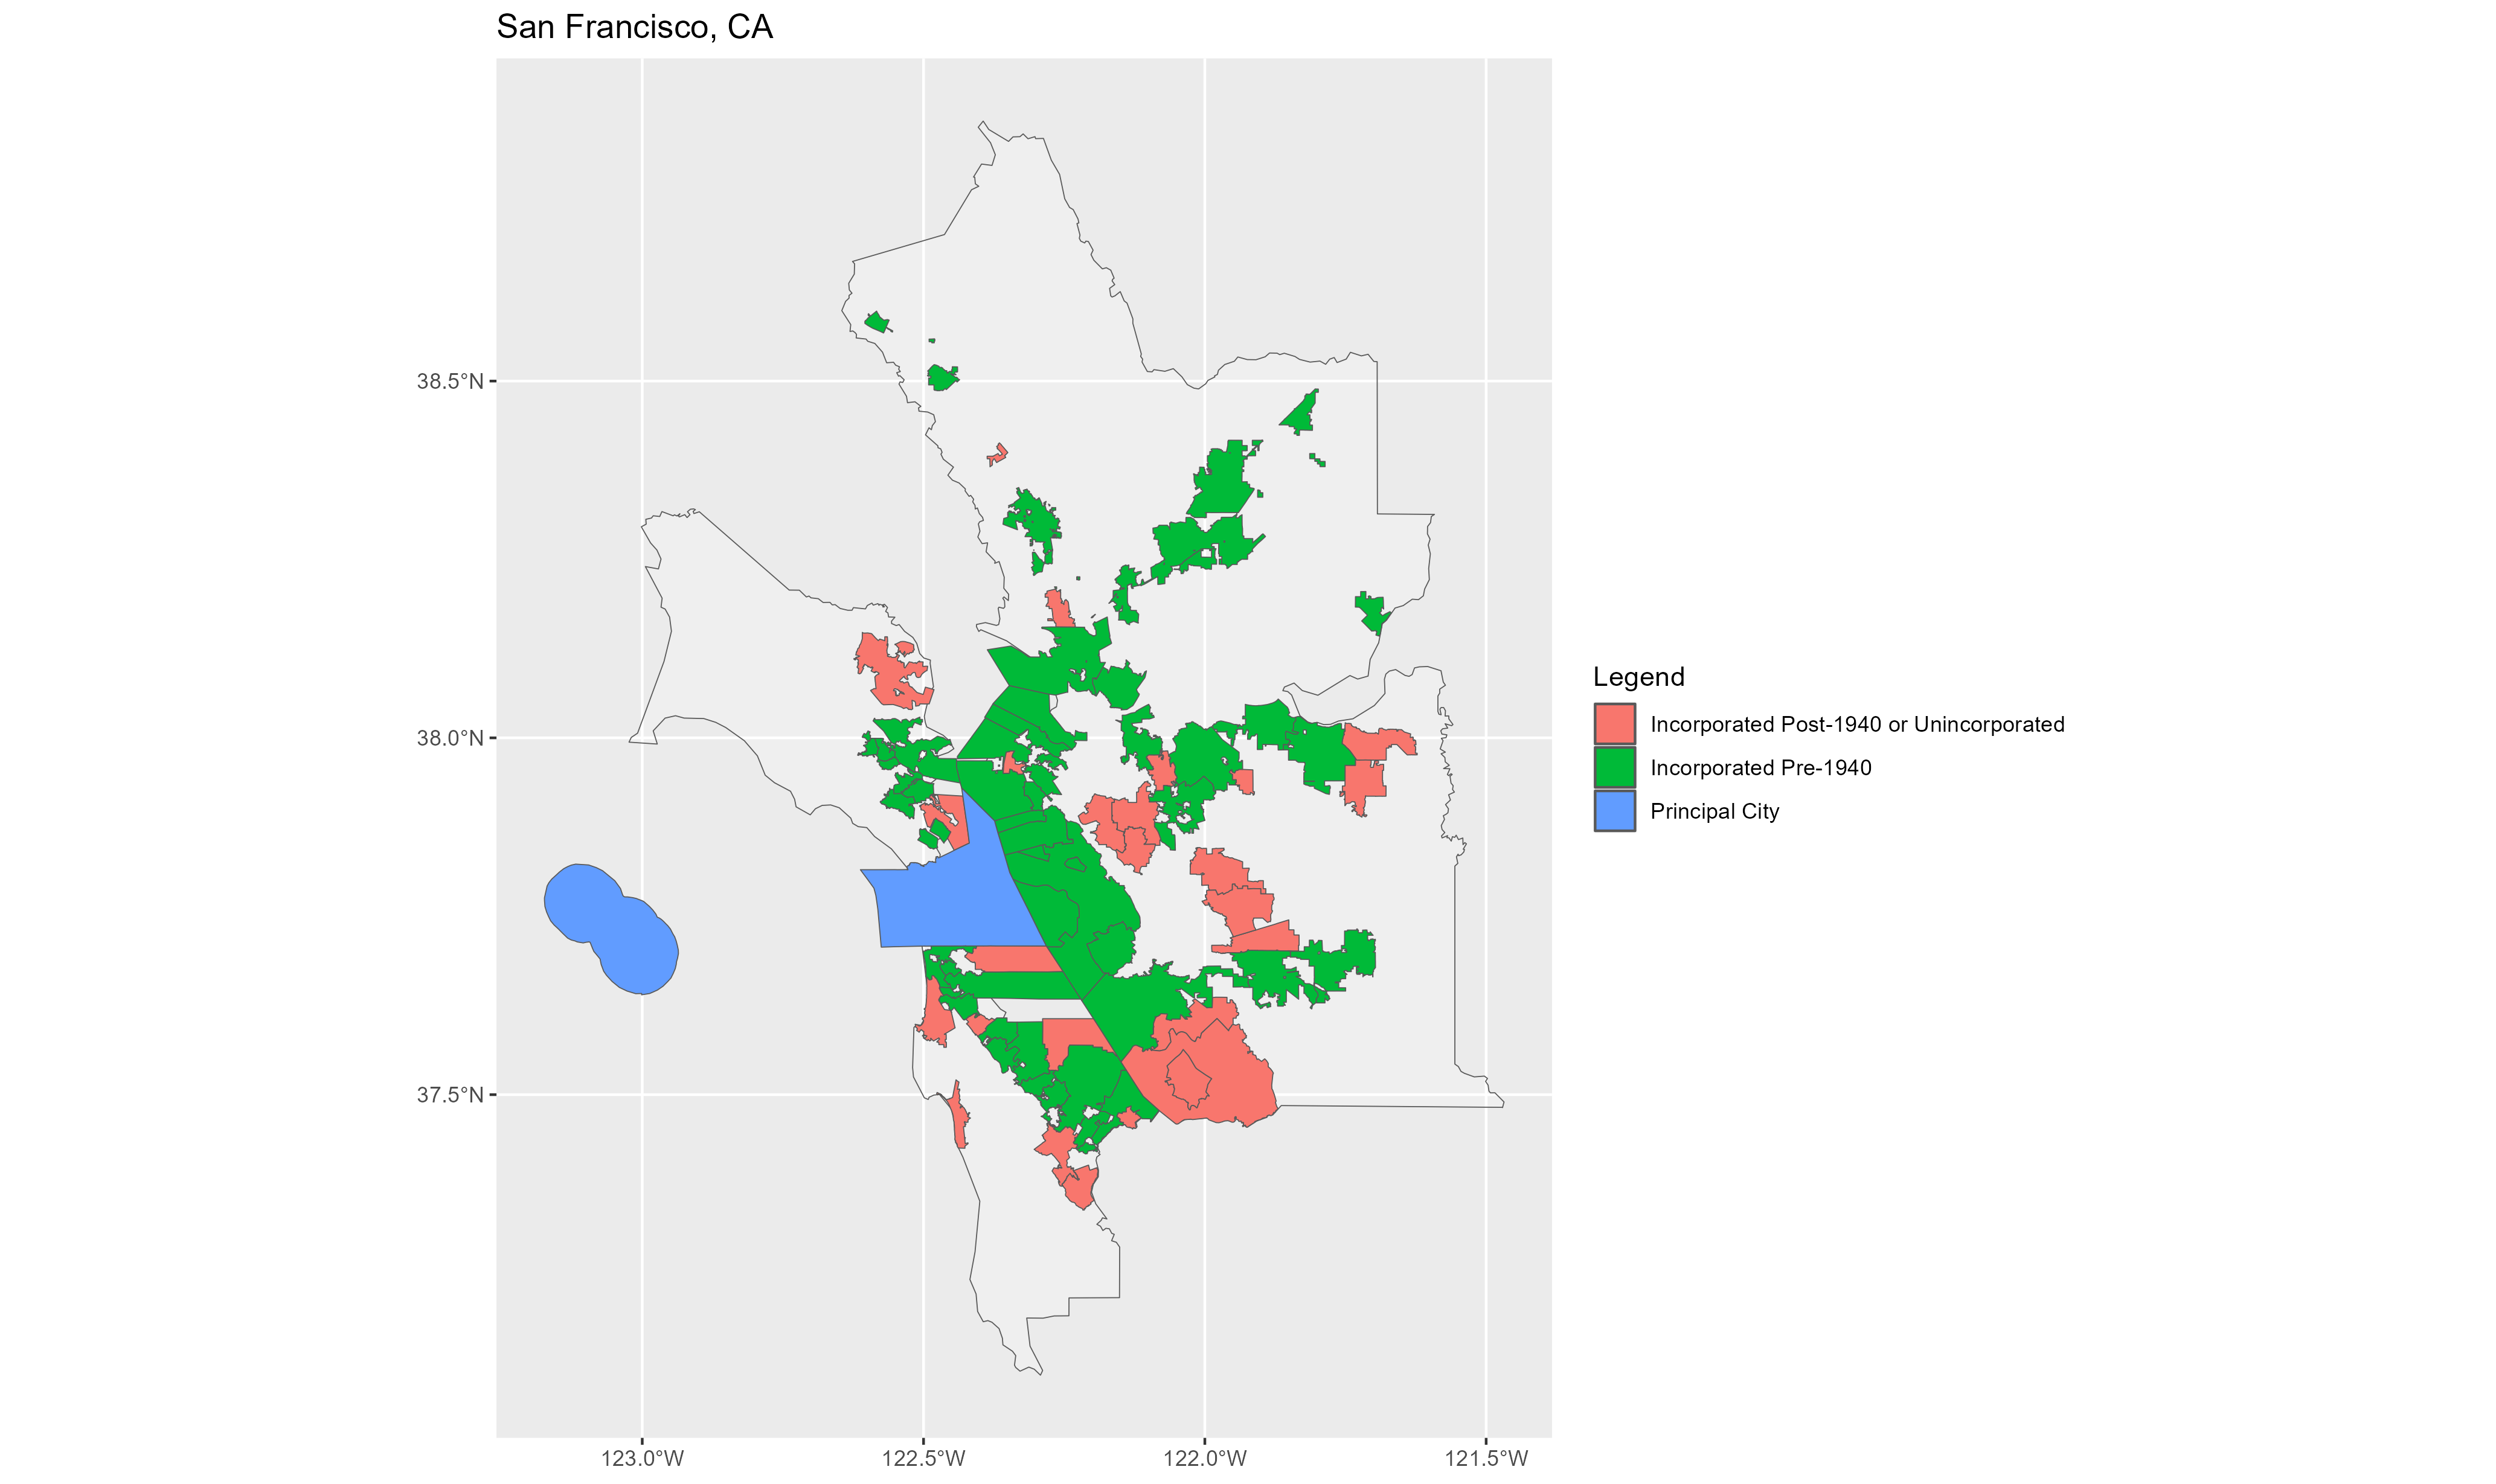 San Francisco, CA
38.5°N
38.0°N
37.5°N
123.0°W
122.5°W
122.0°W
121.5°W
Legend
Incorporated Post-1940 or Unincorporated
Incorporated Pre-1940
Principal City